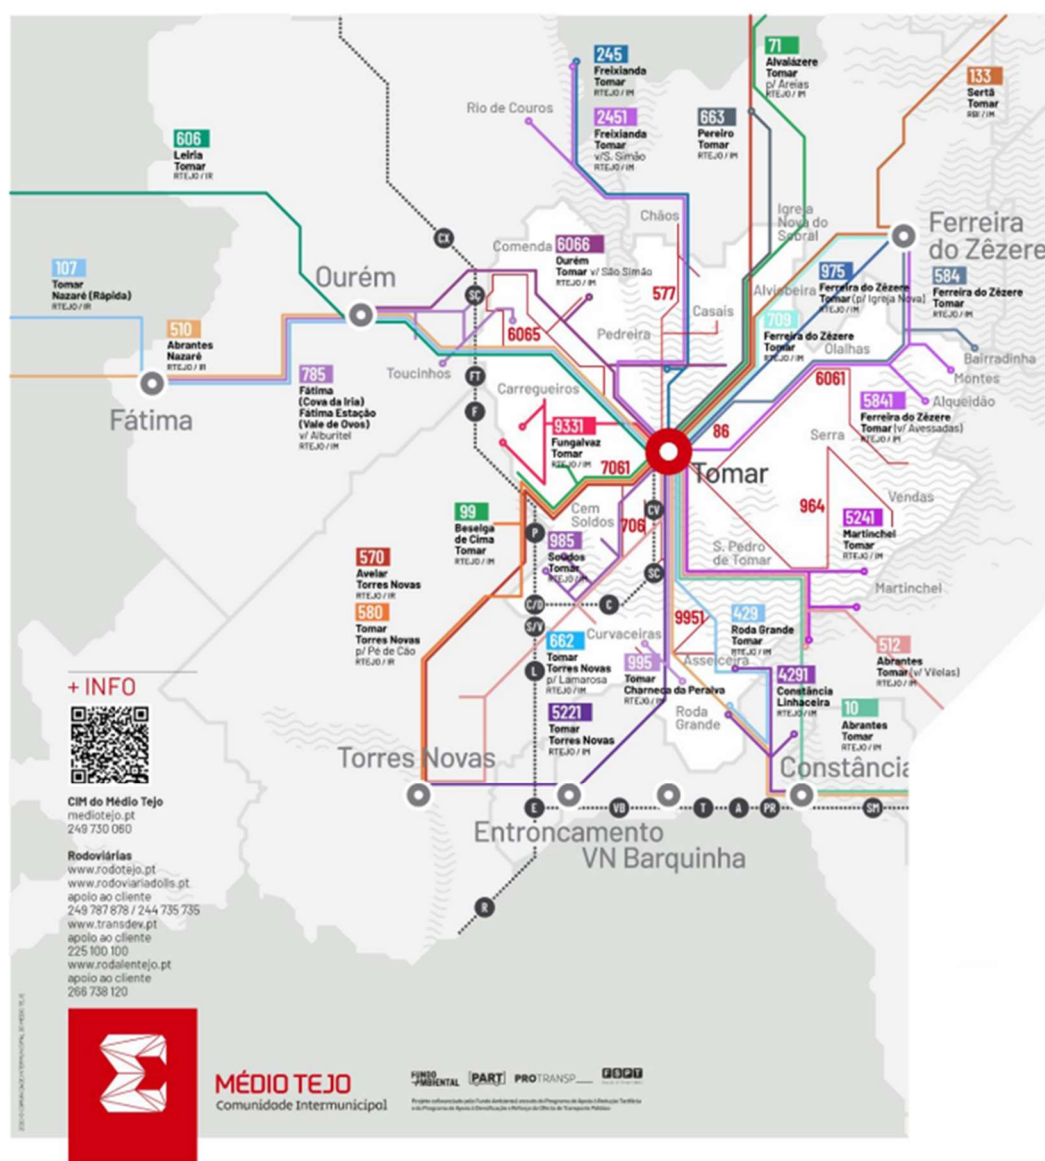 245
Freixianda
Tomar
RTEJO / IM
71
Alvalázere
Tomar
p/ Areias
RTEJO / IM
133
Sertã
Tomar
RBI / IM
Rio de Couros
2451
Freixianda
Tomar
v/S. Simão
RTEJO / IM
663
Pereiro
Tomar
RTEJO / IM
606
Leiria
Tomar
RTEJO / IR
Chãos
Igreja
Nova do
Sobral
Ferreira
do Zêzere
CX
Comenda
6066
Ourém
Tomar v/ São Simão
RTEJO / IM
107
Tomar
Nazaré (Rápida)
RTEJO / IR
Ourém
SC
577
Alviobeira
975
Ferreira do Zêzere
Tomar (p/ Igreja Nova)
RTEJO / IM
584
Ferreira do Zêzere
Tomar
RTEJO / IM
510
Abrantes
Nazaré
RTEJO / IR
6065
Pedreira
Casais
709
Ferreira do Zêzere
Tomar
RTEJO / IM
Olalhas
Bairradinha
785
Fátima
(Cova da Iria)
Fátima Estação
(Vale de Ovos)
v/ Alburitel
RTEJO / IM
Toucinhos
FT
Carregueiros
6061
Montes
Alqueidão
Fátima
F
9331
Fungalvaz
Tomar
RTEJO / IM
86
5841
Ferreira do Zêzere
Tomar (v/ Avessadas)
RTEJO / IM
Serra
7061
Tomar
Vendas
99
Beselga
de Cima
Tomar
RTEJO / IM
Cem
Soldos
706
CV
964
5241
Martinchel
Tomar
RTEJO / IM
P
985
Soudos
Tomar
RTEJO / IM
S. Pedro
de Tomar
570
Avelar
Torres Novas
RTEJO / IR
SC
Martinchel
580
Tomar
Torres Novas
p/ Pé de Cão
RTEJO / IR
C/D
C
S/V
9951
429
Roda Grande
Tomar
RTEJO / IM
662
Tomar
Torres Novas
p/ Lamarosa
RTEJO / IM
Curvaceiras
995
Tomar
Charneca da Peralva
RTEJO / IM
Asseiceira
512
Abrantes
Tomar (v/ Vilelas)
RTEJO / IM
L
4291
Constância
Linhaceira
RTEJO / IM
+ INFO
5221
Tomar
Torres Novas
RTEJO / IM
Roda
Grande
10
Abrantes
Tomar
RTEJO / IM
Torres Novas
Constância
CIM do Médio Tejo
mediotejo.pt
249 730 060
E
VB
T
A
PR
SM
Entroncamento
VN Barquinha
Rodoviárias
www.rodotejo.pt
www.rodoviariadolis.pt
apoio ao cliente
249 787 878 / 244 735 735
www.transdev.pt
apoio ao cliente
225 100 100
www.rodalentejo.pt
apoio ao cliente
266 738 120
R
MÉDIO TEJO
Comunidade Intermunicipal
FUNDO AMBIENTAL
PART
PROTRANSP